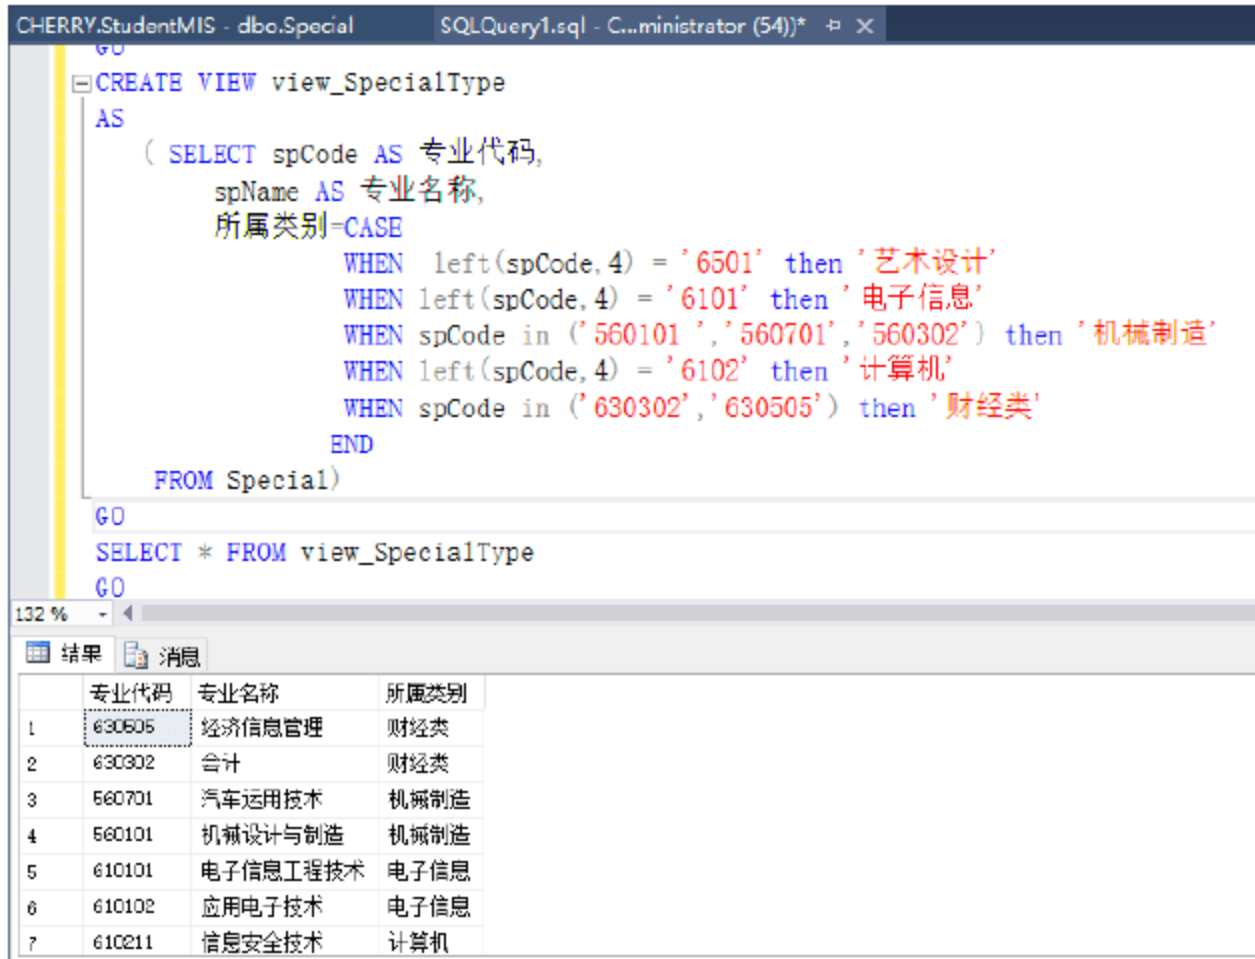 CHERRY.StudentMIS - dbo.Special SQLQuery1.sql - C...ministrator (54))*
GO
CREATE VIEW view_SpecialType
AS
( SELECT spCode AS 专业代码,
spName AS 专业名称,
所属类别=CASE
WHEN left(spCode,4) = '6501' then '艺术设计'
WHEN left(spCode,4) = '6101' then '电子信息'
WHEN spCode in ('560101 ','560701','560302') then '机械制造'
WHEN left(spCode,4) = '6102' then '计算机'
WHEN spCode in ('630302','630505') then '财经类'
END
FROM Special)
GO
SELECT * FROM view_SpecialType
GO
132 %
结果 消息
专业代码 专业名称 所属类别
1 630505 经济信息管理 财经类
2 630302 会计 财经类
3 560701 汽车运用技术 机械制造
4 560101 机械设计与制造 机械制造
5 610101 电子信息工程技术 电子信息
6 610102 应用电子技术 电子信息
7 610211 信息安全技术 计算机